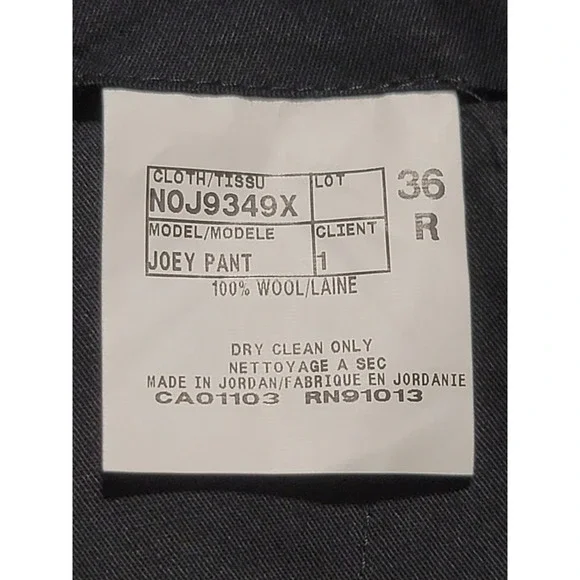 CLOTH/TISSU LOT 36
NOJ9349X
MODEL/MODELE CLIENT R
JOEY PANT 1
100% WOOL/LAINE
DRY CLEAN ONLY
NETTOYAGE A SEC
MADE IN JORDAN/FABRIQUE EN JORDANIE
CA01103 RN91013